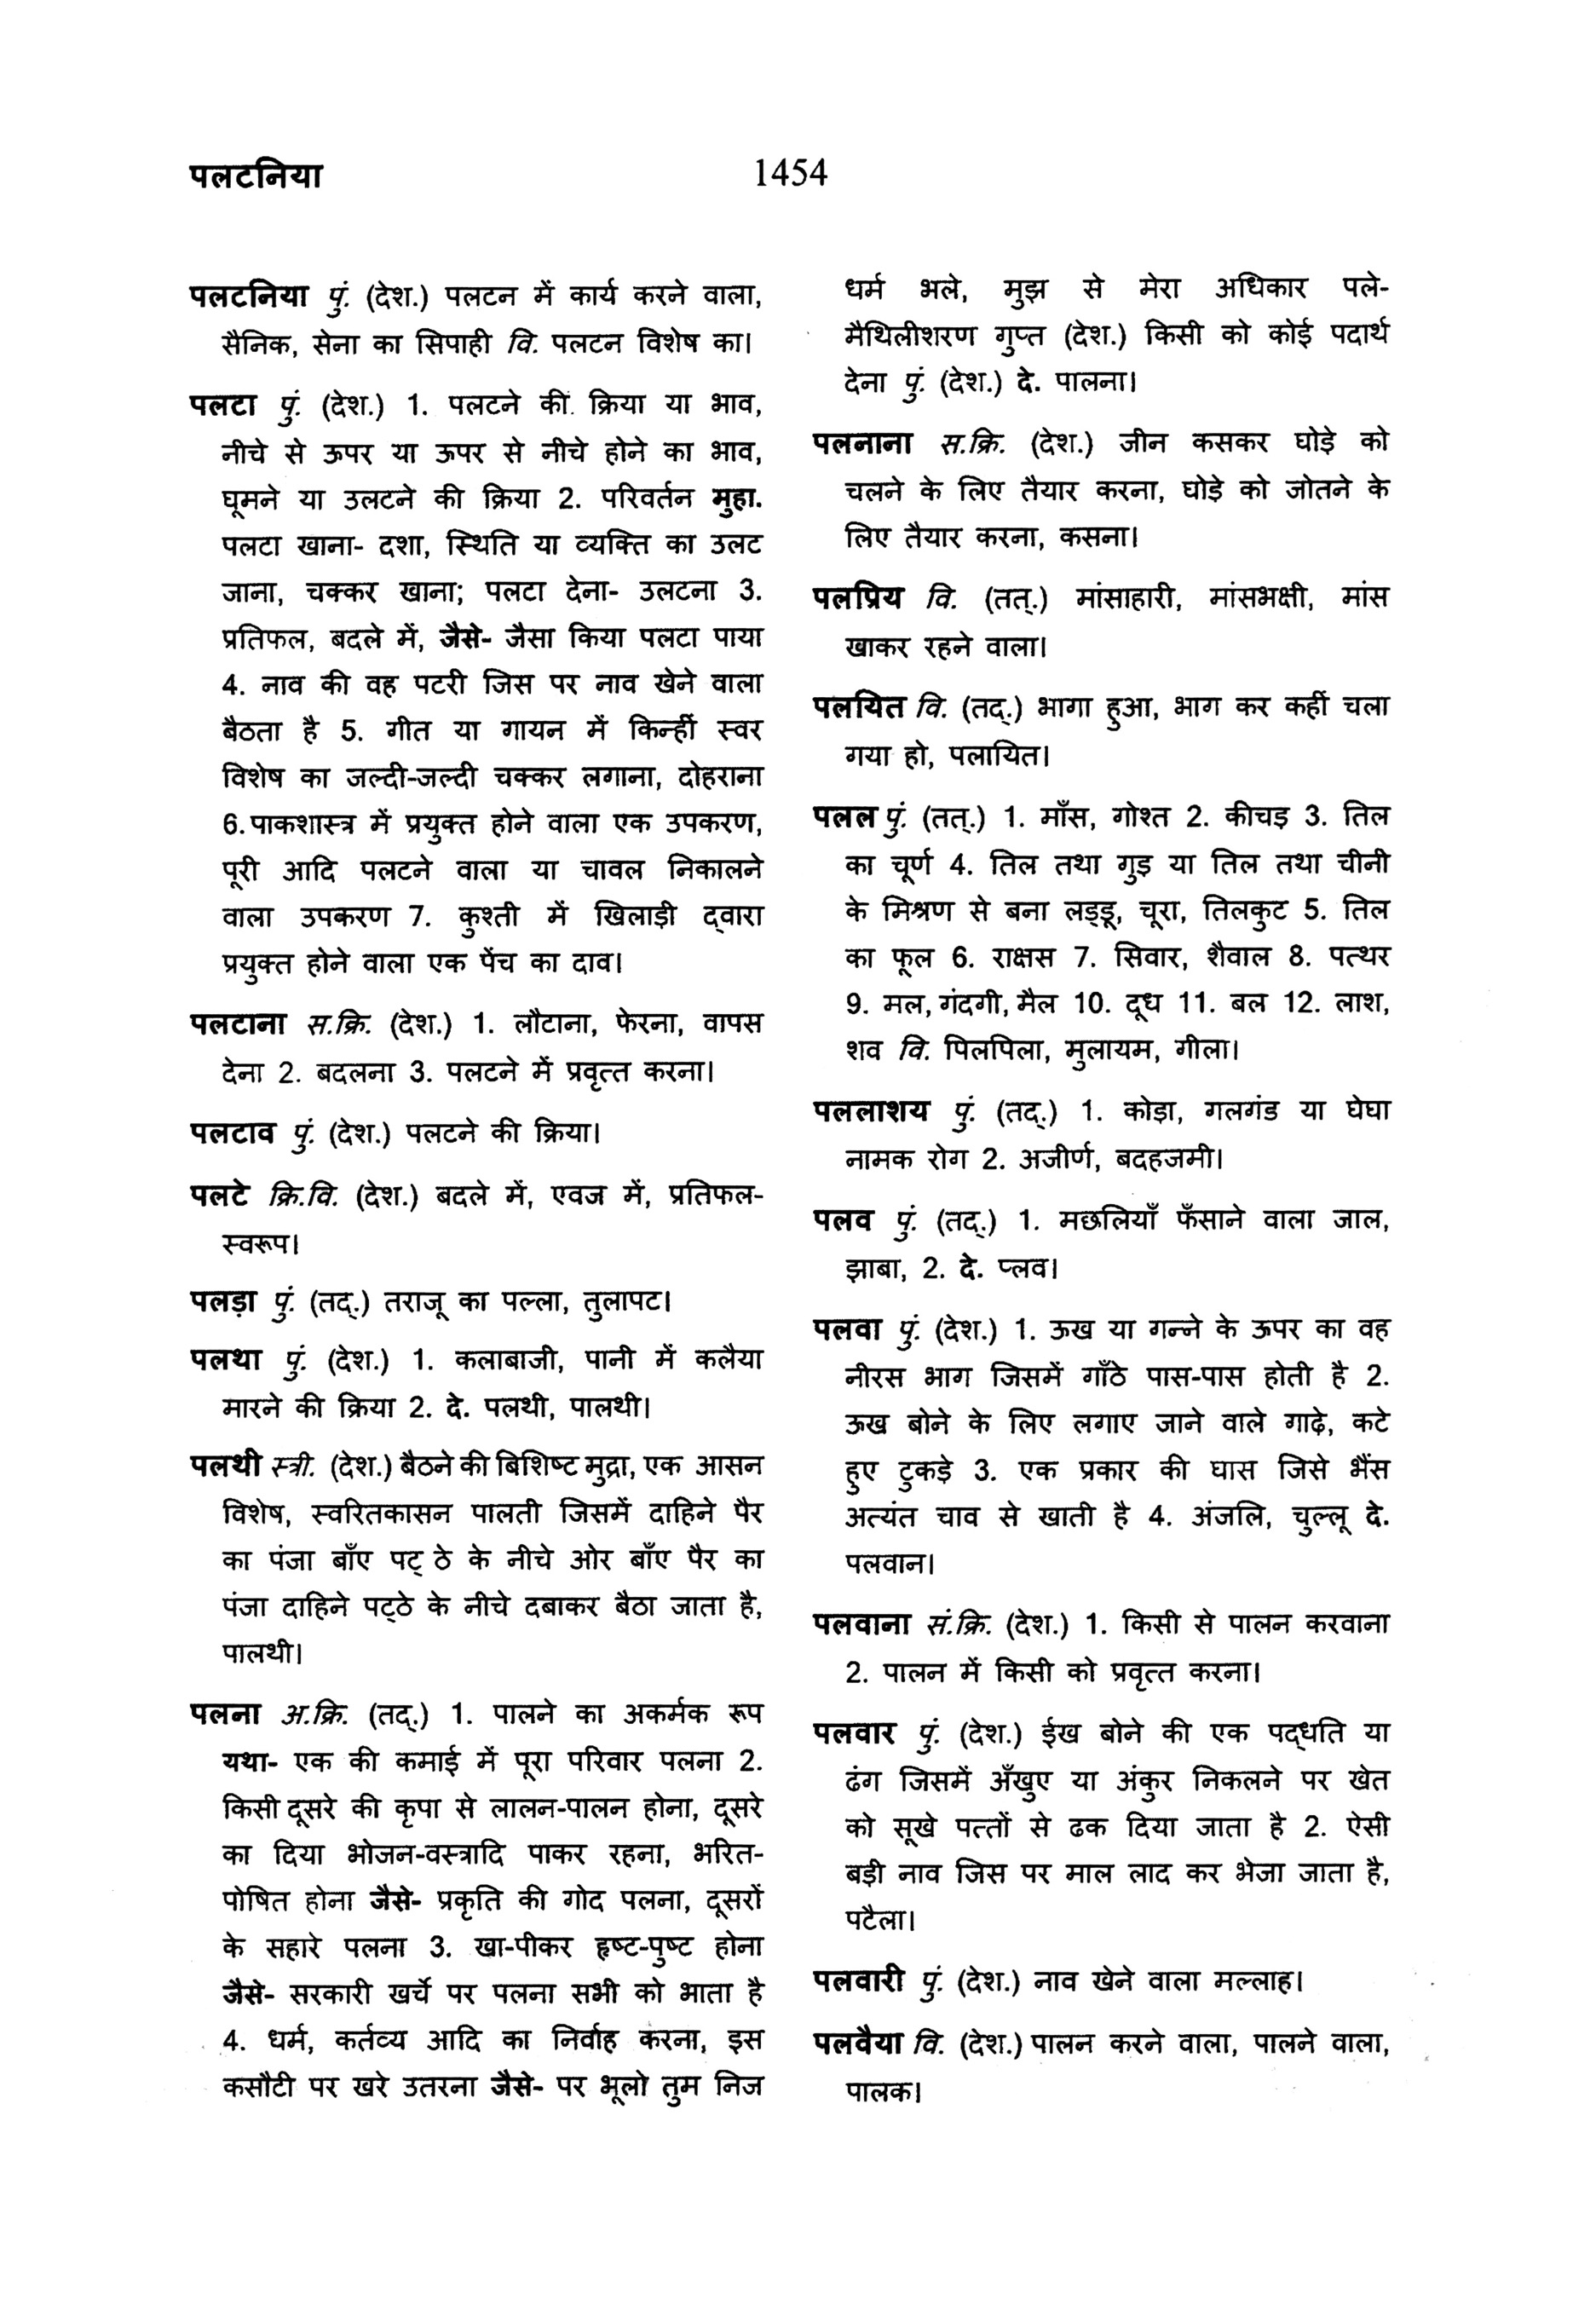 पलटनिया
1454
पलटनिया पुं. (देश.) पलटन में कार्य करने वाला,
सैनिक, सेना का सिपाही वि. पलटन विशेष का।
पलटा पुं. (देश.) 1. पलटने की क्रिया या भाव,
नीचे से ऊपर या ऊपर से नीचे होने का भाव,
घूमने या उलटने की क्रिया 2. परिवर्तन मुहा.
पलटा खाना- दशा, स्थिति या व्यक्ति का उलट
जाना, चक्कर खाना; पलटा देना- उलटना 3.
प्रतिफल, बदले में, जैसे- जैसा किया पलटा पाया
4. नाव की वह पटरी जिस पर नाव खेने वाला
बैठता है 5. गीत या गायन में किन्हीं स्वर
विशेष का जल्दी-जल्दी चक्कर लगाना, दोहराना
6. पाकशास्त्र में प्रयुक्त होने वाला एक उपकरण,
पूरी आदि पलटने वाला या चावल निकालने
वाला उपकरण 7. कुश्ती में खिलाड़ी द्‌वारा
प्रयुक्त होने वाला एक पेंच का दाव।
पलटाना स.क्रि. (देश.) 1. लौटाना, फेरना, वापस
देना 2. बदलना 3. पलटने में प्रवृत्त करना।
पलटाव पुं. (देश.) पलटने की क्रिया।
पलटे क्रि.वि. (देश.) बदले में, एवज में, प्रतिफल-
स्वरूप।
पलड़ा पुं. (तद्.) तराजू का पल्ला, तुलापट।
पलथा पुं. (देश.) 1. कलाबाजी, पानी में कलैया
मारने की क्रिया 2. दे. पलथी, पालथी।
पलथी स्त्री. (देश.) बैठने की बिशिष्ट मुद्रा, एक आसन
विशेष, स्वरितकासन पालती जिसमें दाहिने पैर
का पंजा बाँए पट् ठे के नीचे ओर बाँए पैर का
पंजा दाहिने पट्‌ठे के नीचे दबाकर बैठा जाता है,
पालथी।
पलना अ.क्रि. (तद्.) 1. पालने का अकर्मक रूप
यथा- एक की कमाई में पूरा परिवार पलना 2.
किसी दूसरे की कृपा से लालन-पालन होना, दूसरे
का दिया भोजन-वस्त्रादि पाकर रहना, भरित-
पोषित होना जैसे- प्रकृति की गोद पलना, दूसरों
के सहारे पलना 3. खा-पीकर हृष्ट-पुष्ट होना
जैसे- सरकारी खर्चे पर पलना सभी को भाता है
4. धर्म, कर्तव्य आदि का निर्वाह करना, इस
कसौटी पर खरे उतरना जैसे- पर भूलो तुम निज
धर्म भले, मुझ से मेरा अधिकार पले-
मैथिलीशरण गुप्त (देश.) किसी को कोई पदार्थ
देना पुं. (देश.) दे. पालना।
पलनाना स.क्रि. (देश.) जीन कसकर घोड़े को
चलने के लिए तैयार करना, घोड़े को जोतने के
लिए तैयार करना, कसना।
पलप्रिय वि. (तत्.) मांसाहारी, मांसभक्षी, मांस
खाकर रहने वाला।
पलयित वि. (तद्.) भागा हुआ, भाग कर कहीं चला
गया हो, पलायित।
पलल पुं. (तत्.) 1. माँस, गोश्त 2. कीचड़ 3. तिल
का चूर्ण 4. तिल तथा गुड़ या तिल तथा चीनी
के मिश्रण से बना लड्‌डू, चूरा, तिलकुट 5. तिल
का फूल 6. राक्षस 7. सिवार, शैवाल 8. पत्थर
9. मल, गंदगी, मैल 10. दूध 11. बल 12. लाश,
शव वि. पिलपिला, मुलायम, गीला।
पललाशय पुं. (तद्.) 1. कोड़ा, गलगंड या घेघा
नामक रोग 2. अजीर्ण, बदहजमी।
पलव पुं. (तद्.) 1. मछलियाँ फँसाने वाला जाल,
झाबा, 2. दे. प्लव।
पलवा पुं. (देश.) 1. ऊख या गन्ने के ऊपर का वह
नीरस भाग जिसमें गाँठे पास-पास होती है 2.
ऊख बोने के लिए लगाए जाने वाले गाढ़े, कटे
हुए टुकड़े 3. एक प्रकार की घास जिसे भैंस
अत्यंत चाव से खाती है 4. अंजलि, चुल्लू दे.
पलवान।
पलवाना सं.क्रि. (देश.) 1. किसी से पालन करवाना
2. पालन में किसी को प्रवृत्त करना।
पलवार पुं. (देश.) ईख बोने की एक पद्‌धति या
ढंग जिसमें अँखुए या अंकुर निकलने पर खेत
को सूखे पत्तों से ढक दिया जाता है 2. ऐसी
बड़ी नाव जिस पर माल लाद कर भेजा जाता है,
पटैला।
पलवारी पुं. (देश.) नाव खेने वाला मल्लाह।
पलवैया वि. (देश.) पालन करने वाला, पालने वाला,
पालक।